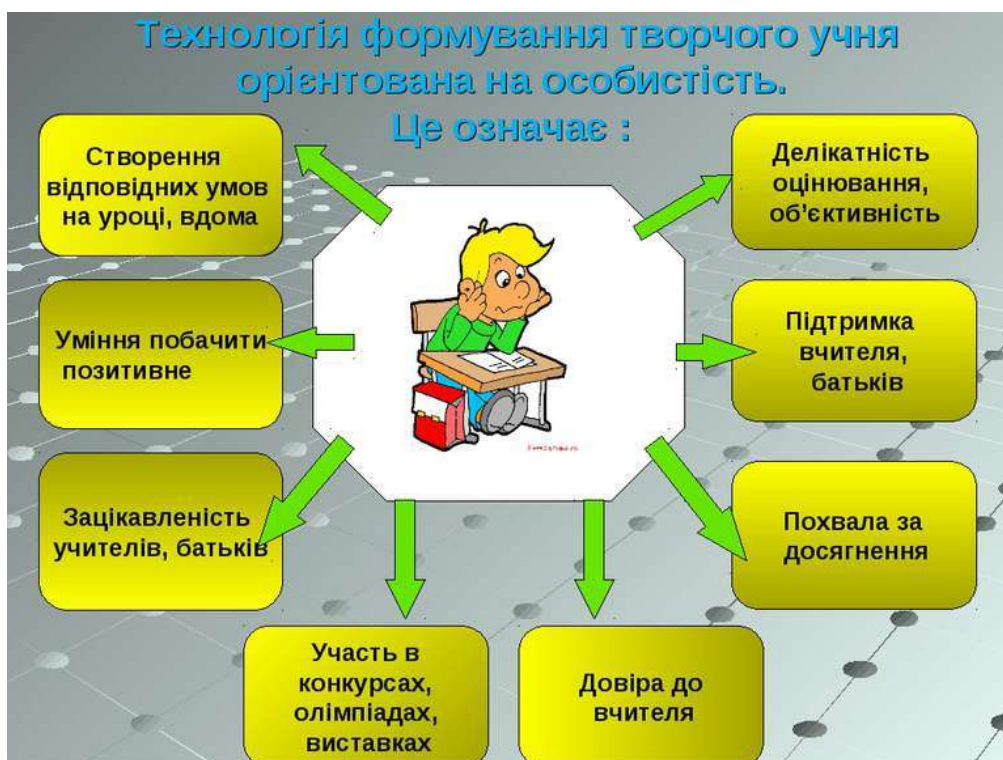 Технологія формування творчого учня
орієнтована на особистість.
Це означає :
Створення
відповідних умов
на уроці, вдома
Уміння побачити
позитивне
Зацікавленість
учителів, батьків
Участь в
конкурсах,
олімпіадах,
виставках
Довіра до
вчителя
Похвала за
досягнення
Підтримка
вчителя,
батьків
Делікатність
оцінювання,
об’єктивність